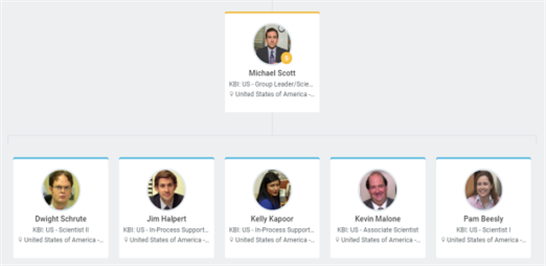 5
Michael Scott
KBI: US - Group Leader/Scie...
United States of America -...
Dwight Schrute
KBI: US - Scientist II
United States of America -...
Jim Halpert
KBI: US - In-Process Support...
United States of America -...
Kelly Kapoor
KBI: US - In-Process Support...
United States of America -...
Kevin Malone
KBI: US - Associate Scientist
United States of America -...
Pam Beesly
KBI: US - Scientist I
United States of America -...